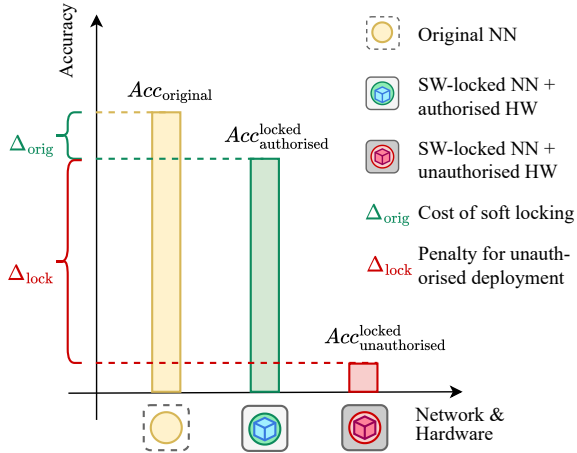 Accuracy
Acc_original
Acc^locked_authorised
Acc^locked_unauthorised
Δ_orig
Δ_lock
Network &
Hardware
Original NN
SW-locked NN +
authorised HW
SW-locked NN +
unauthorised HW
Δ_orig Cost of soft locking
Δ_lock Penalty for unauth-
orised deployment